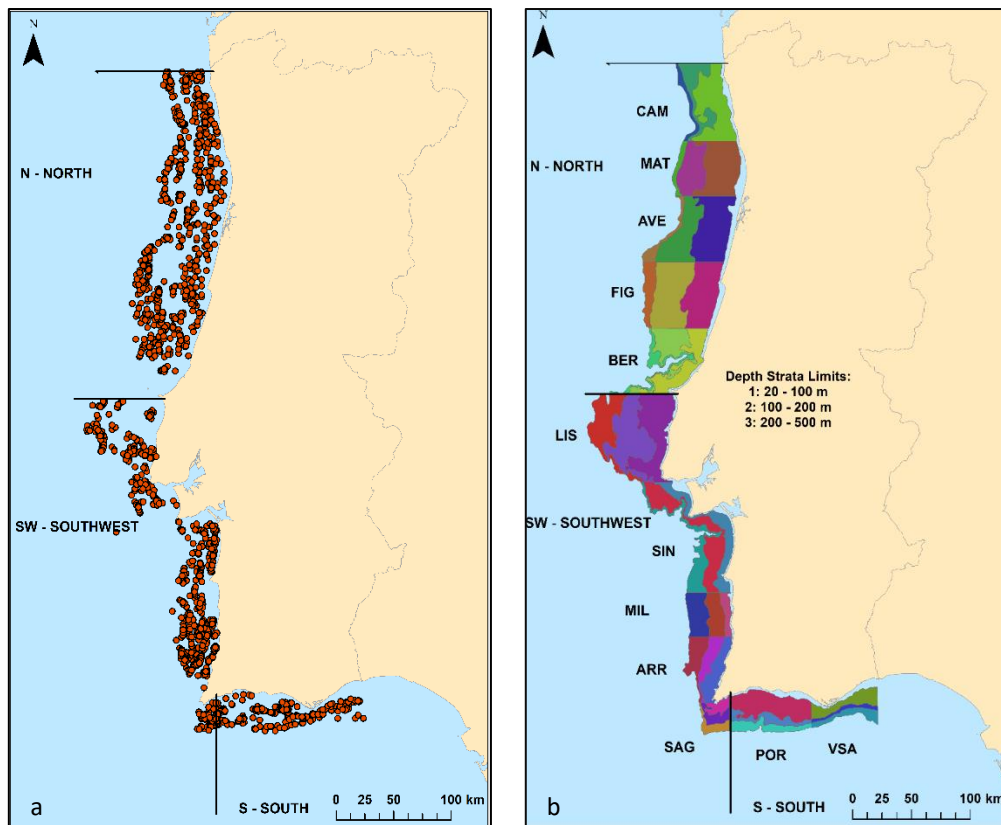 N
N - NORTH
SW - SOUTHWEST
S - SOUTH
0 25 50 100 km
a
N
CAM
N - NORTH
MAT
AVE
FIG
BER
Depth Strata Limits:
1: 20 - 100 m
2: 100 - 200 m
3: 200 - 500 m
LIS
SW - SOUTHWEST
SIN
MIL
ARR
SAG
POR
VSA
S - SOUTH
0 25 50 100 km
b